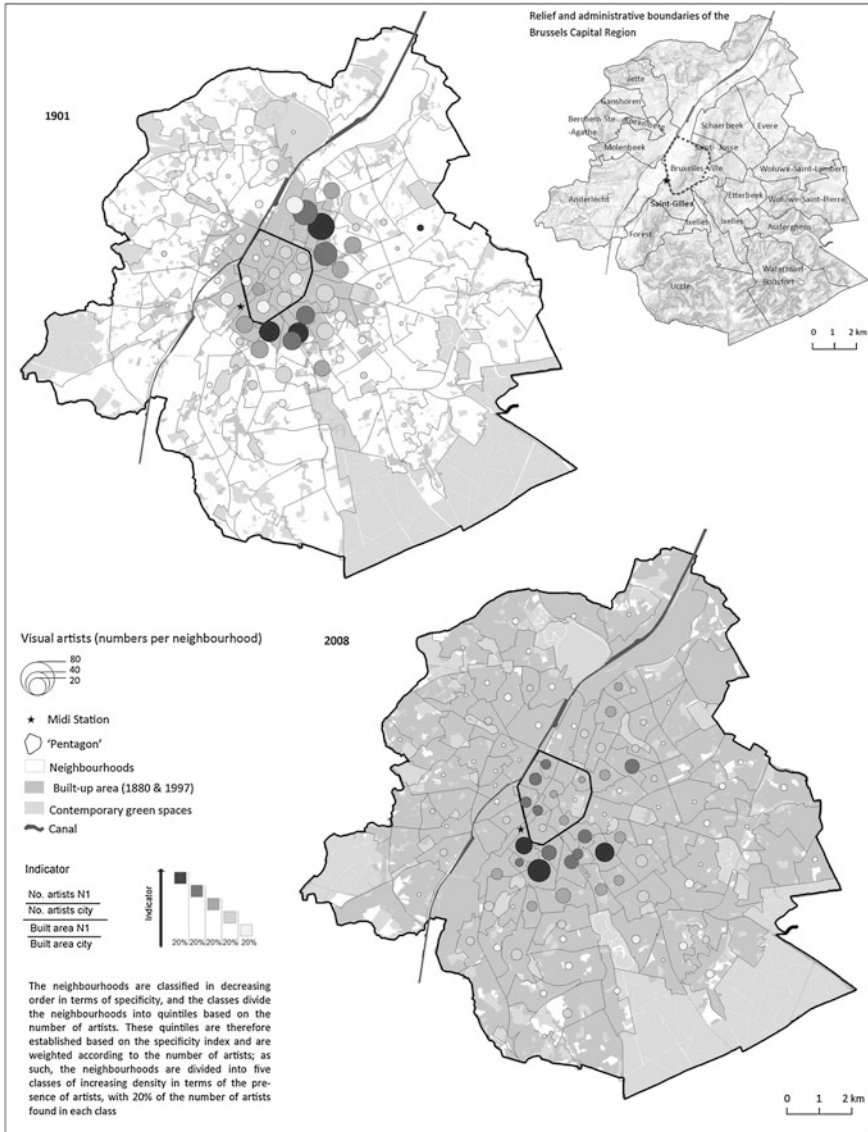 Relief and administrative boundaries of the
Brussels Capital Region
1901
Jette
Ganshoren
Berchem-Ste
-Agathe
Koekelberg
Molenbeek
Schaerbeek
Evere
Saint-Josse
Bruxelles-Ville
Woluwe-Saint-Lambert
Anderlecht
Etterbeek
Woluwe-Saint-Pierre
Saint-Gilles
Ixelles
Ixelles
Auderghem
Forest
Watermael-
Boitsfort
Uccle
0 1 2 km
Visual artists (numbers per neighbourhood)
2008
80
40
20
Midi Station
'Pentagon'
Neighbourhoods
Built-up area (1880 & 1997)
Contemporary green spaces
Canal
Indicator
No. artists N1
No. artists city
Built area N1
Built area city
Indicator
20% 20% 20% 20% 20%
The neighbourhoods are classified in decreasing
order in terms of specificity, and the classes divide
the neighbourhoods into quintiles based on the
number of artists. These quintiles are therefore
established based on the specificity index and are
weighted according to the number of artists; as
such, the neighbourhoods are divided into five
classes of increasing density in terms of the pre-
sence of artists, with 20% of the number of artists
found in each class
0 1 2 km